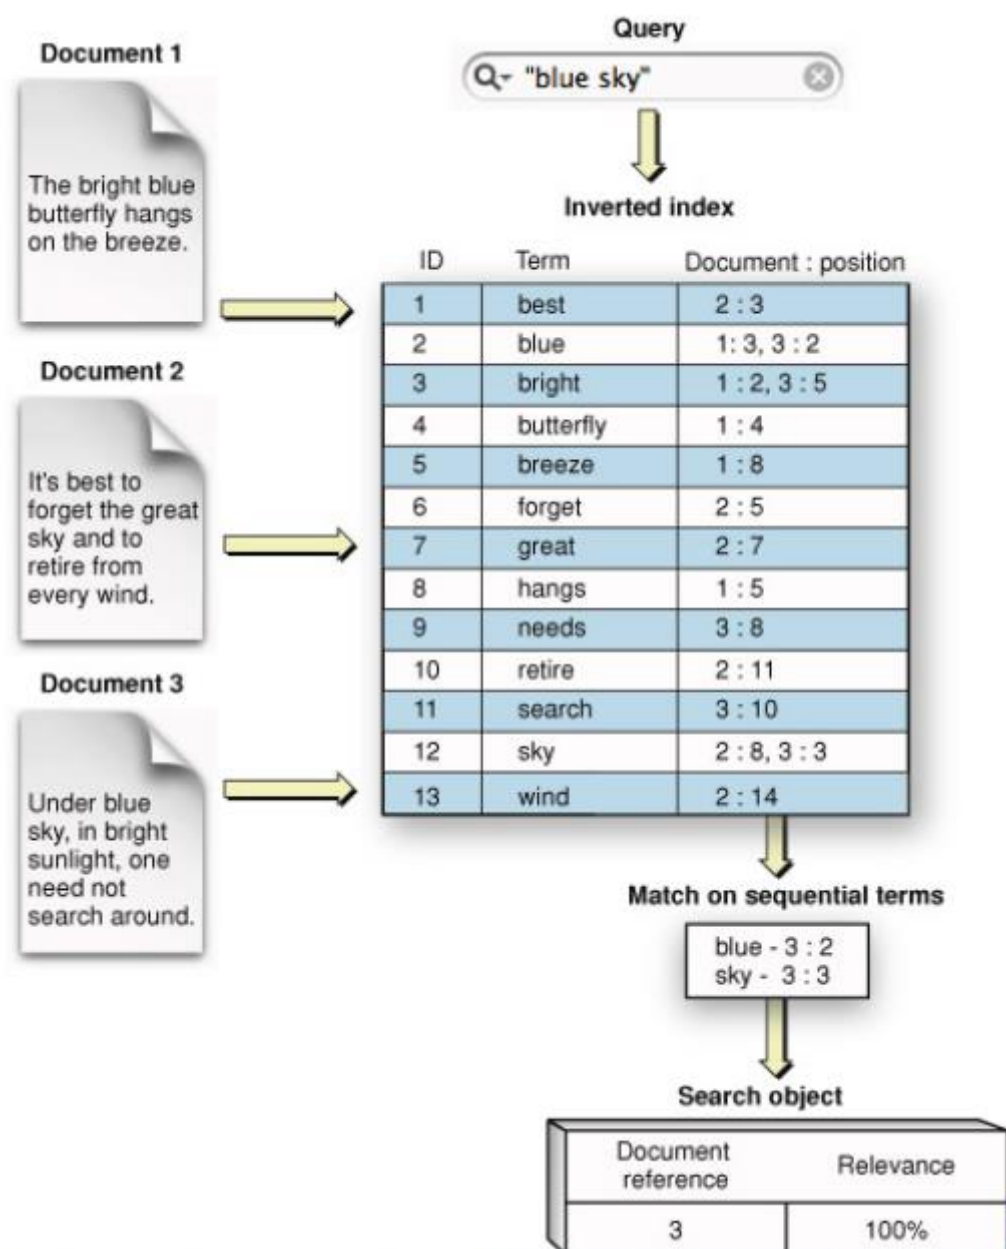 Document 1
The bright blue
butterfly hangs
on the breeze.
Document 2
It's best to
forget the great
sky and to
retire from
every wind.
Document 3
Under blue
sky, in bright
sunlight, one
need not
search around.
Query
"blue sky"
Inverted index
ID Term Document : position
1 best 2 : 3
2 blue 1: 3, 3 : 2
3 bright 1 : 2, 3 : 5
4 butterfly 1 : 4
5 breeze 1 : 8
6 forget 2 : 5
7 great 2 : 7
8 hangs 1 : 5
9 needs 3 : 8
10 retire 2 : 11
11 search 3 : 10
12 sky 2 : 8, 3 : 3
13 wind 2 : 14
Match on sequential terms
blue - 3 : 2
sky - 3 : 3
Search object
Document
reference
Relevance
3 100%